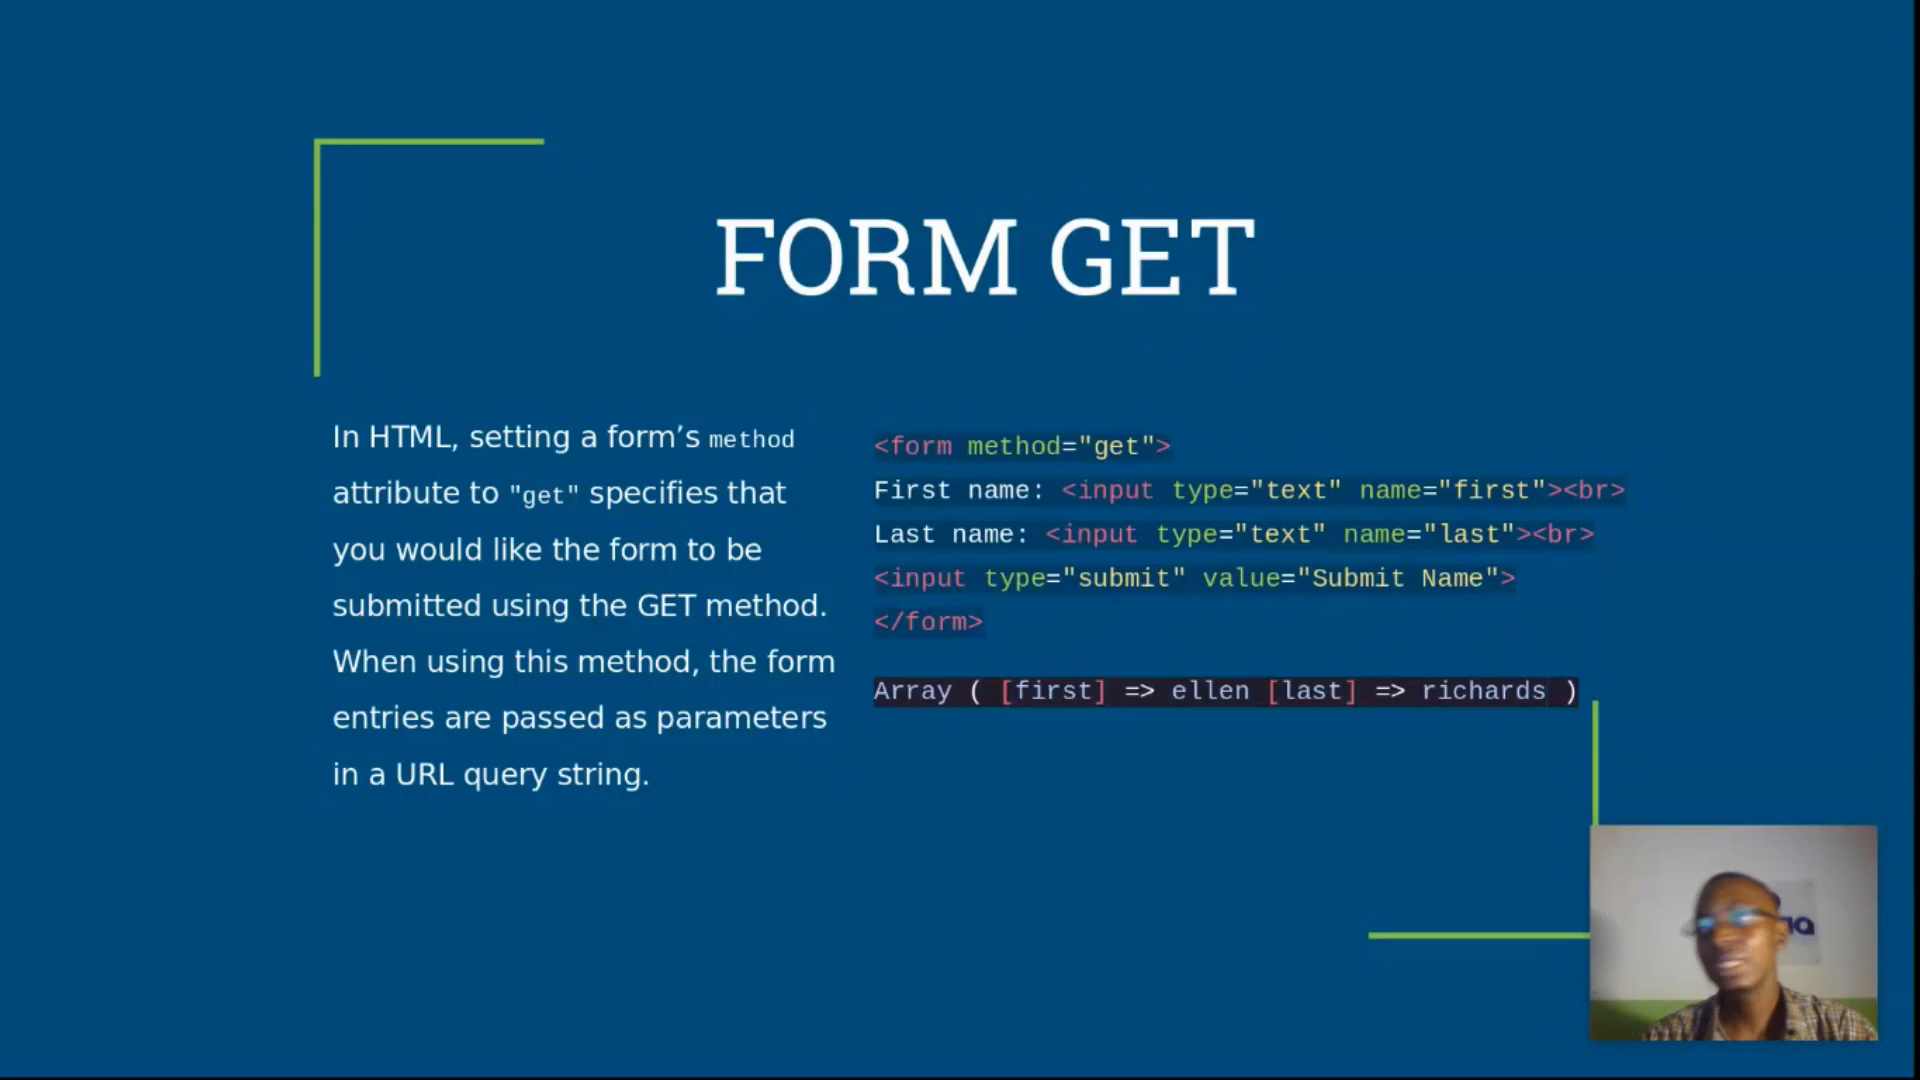 FORM GET
In HTML, setting a form’s method
attribute to "get" specifies that
you would like the form to be
submitted using the GET method.
When using this method, the form
entries are passed as parameters
in a URL query string.
<form method="get">
First name: <input type="text" name="first"><br>
Last name: <input type="text" name="last"><br>
<input type="submit" value="Submit Name">
</form>
Array ( [first] => ellen [last] => richards )